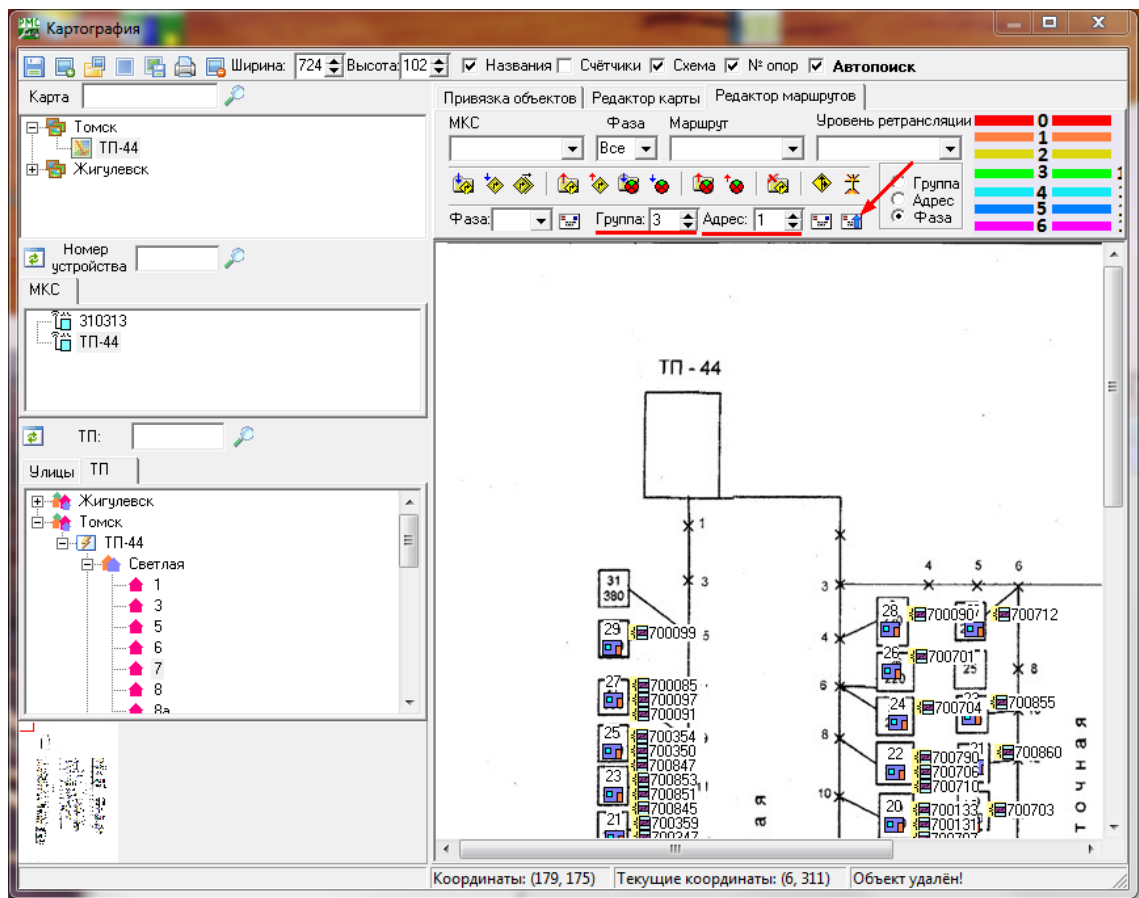 РМС Картография
Ширина: 724 Высота: 102 Названия Счётчики Схема № опор Автопоиск
Карта
Томск
ТП-44
Жигулевск
Номер устройства
МКС
310313
ТП-44
ТП:
Улицы ТП
Жигулевск
Томск
ТП-44
Светлая
1
3
5
6
7
8
8а
Привязка объектов Редактор карты Редактор маршрутов
МКС Фаза Маршрут Уровень ретрансляции
Все
0
1
2
3
4
5
6
Группа
Адрес
Фаза
Фаза: Группа: 3 Адрес: 1
ТП - 44
1
3
31
380
3
4 5 6
29 700099 5
28 700090 700712
4
27 700085
700097
700091
26 700701
25
8
6
24 700704 700855
25 700354
700350
700847
8
22 700790 700860
700706
700710
23 700853
700851
700845
10
20 700133 700703
700131
21 700359
700347
ая
точная
Координаты: (179, 175) Текущие координаты: (6, 311) Объект удалён!